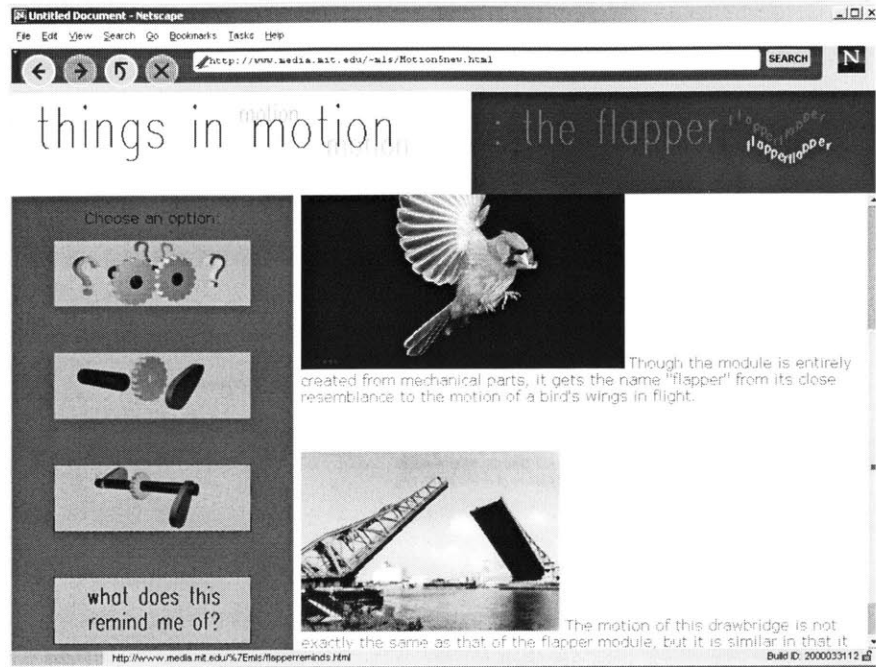 Untitled Document - Netscape
File Edit View Search Go Bookmarks Tasks Help
http://www.media.mit.edu/~mls/Motion5new.html
SEARCH
N
things in motion
motion
motion
: the flapper
flapperflapper
flapperflapper
Choose an option:
? ? ? ?
Though the module is entirely
created from mechanical parts, it gets the name "flapper" from its close
resemblance to the motion of a bird's wings in flight.
what does this
remind me of?
The motion of this drawbridge is not
exactly the same as that of the flapper module, but it is similar in that it
http://www.media.mit.edu/%7Emls/flapperreminds.html
Build ID: 2000033112